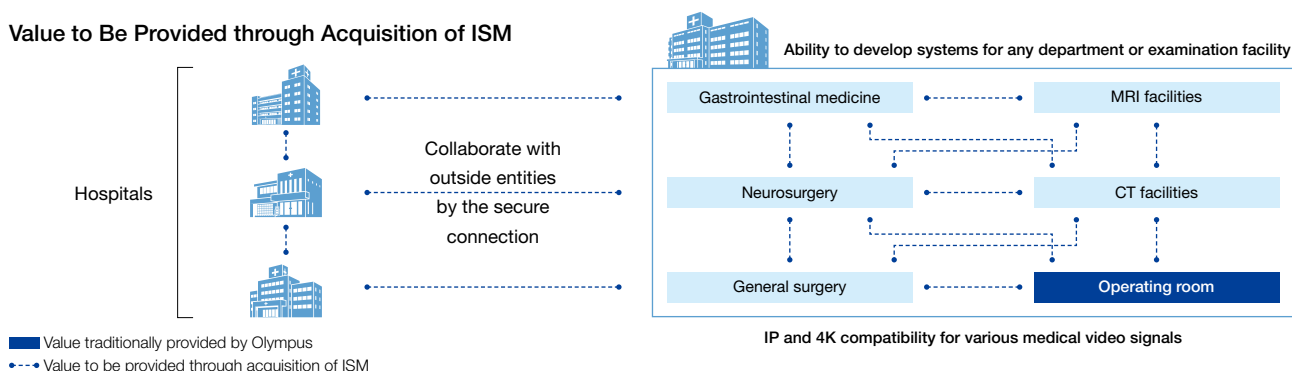 Value to Be Provided through Acquisition of ISM
Ability to develop systems for any department or examination facility
Hospitals
Collaborate with
outside entities
by the secure
connection
Gastrointestinal medicine
MRI facilities
Neurosurgery
CT facilities
General surgery
Operating room
IP and 4K compatibility for various medical video signals
Value traditionally provided by Olympus
Value to be provided through acquisition of ISM